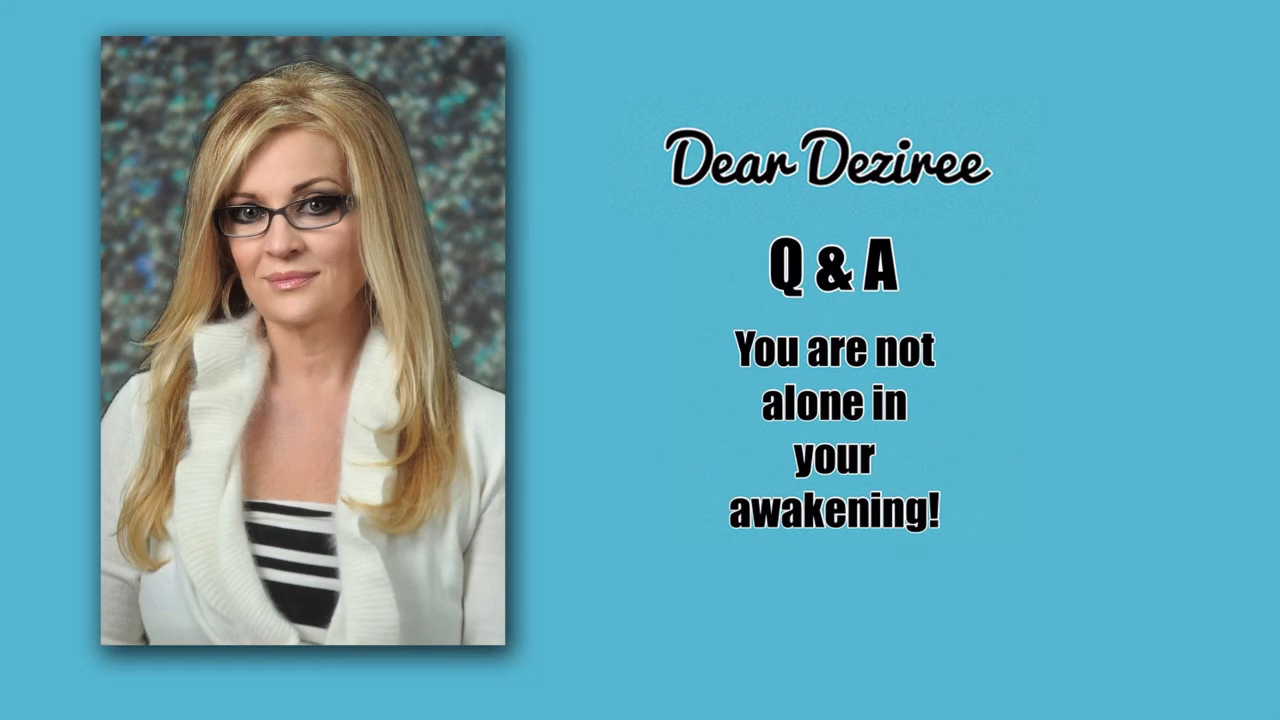 Dear Deziree
Q & A
You are not
alone in
your
awakening!